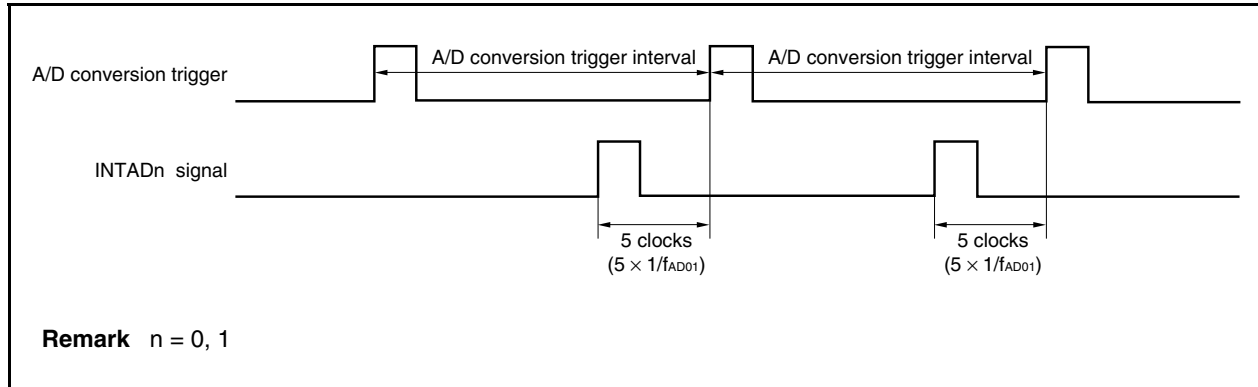 A/D conversion trigger interval A/D conversion trigger interval
A/D conversion trigger
INTADn signal
5 clocks 5 clocks
(5 × 1/fAD01) (5 × 1/fAD01)
Remark n = 0, 1